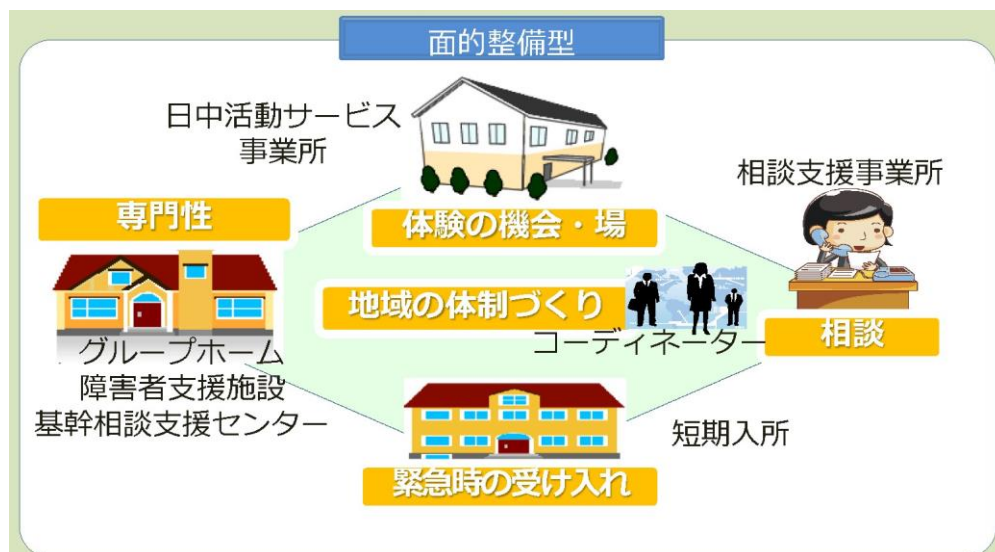 面的整備型
日中活動サービス
事業所
相談支援事業所
専門性
体験の機会・場
地域の体制づくり
コーディネーター
相談
グループホーム
障害者支援施設
基幹相談支援センター
短期入所
緊急時の受け入れ